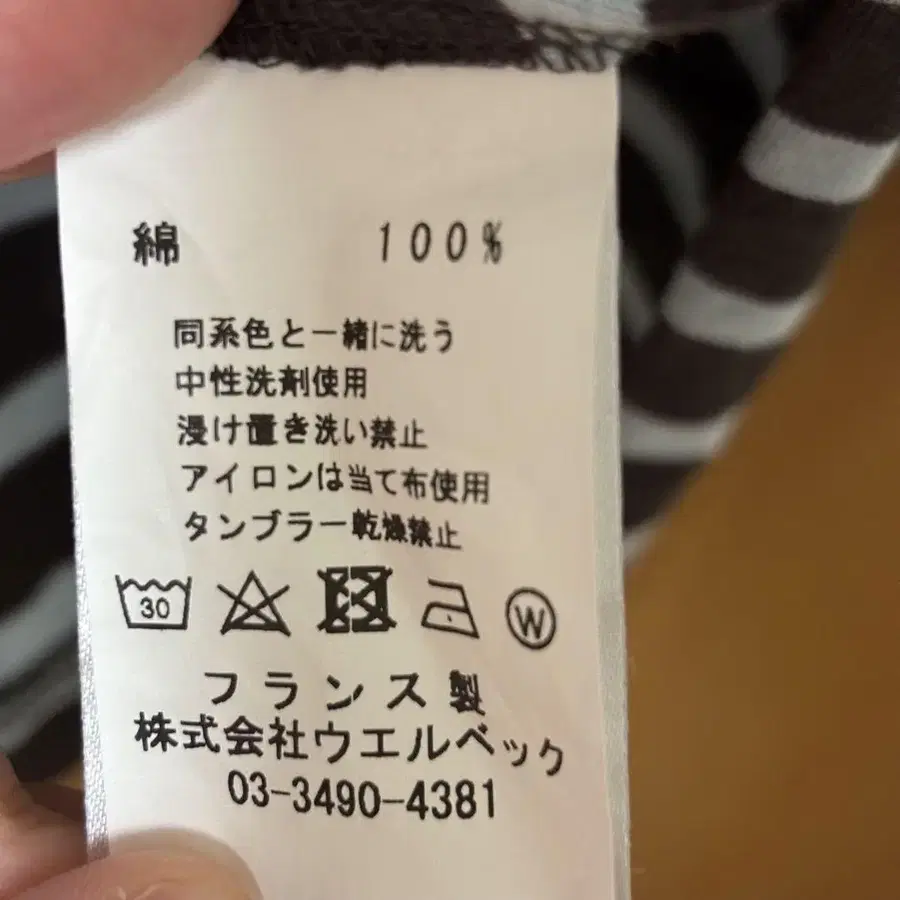 綿 100%
同系色と一緒に洗う
中性洗剤使用
浸け置き洗い禁止
アイロンは当て布使用
タンブラー乾燥禁止
30 W
フランス製
株式会社ウエルベック
03-3490-4381